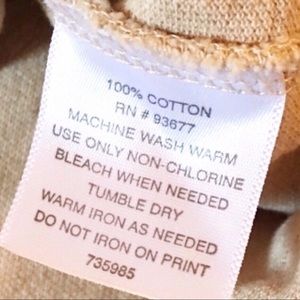 100% COTTON
RN # 93677
MACHINE WASH WARM
USE ONLY NON-CHLORINE
BLEACH WHEN NEEDED
TUMBLE DRY
WARM IRON AS NEEDED
DO NOT IRON ON PRINT
735985